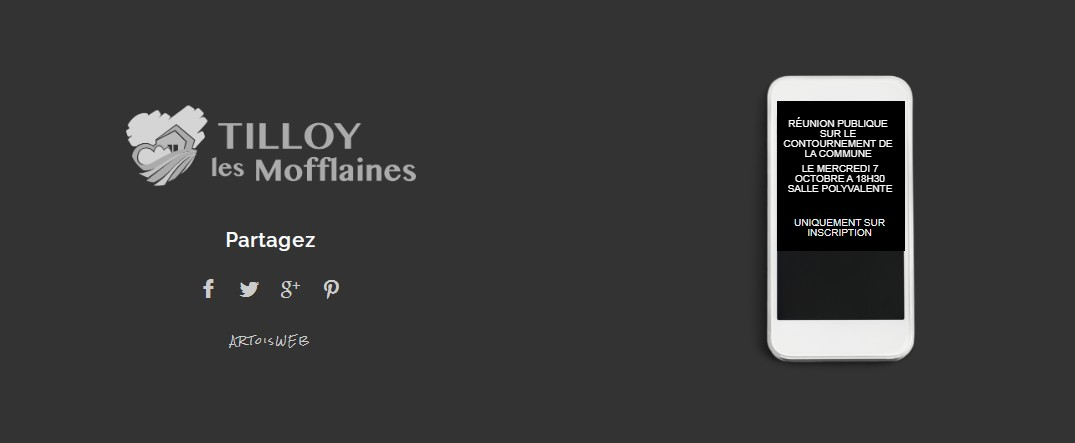 TILLOY
les Mofflaines
Partagez
ARTOISWEB
RÉUNION PUBLIQUE
SUR LE
CONTOURNEMENT DE
LA COMMUNE
LE MERCREDI 7
OCTOBRE A 18H30
SALLE POLYVALENTE
UNIQUEMENT SUR
INSCRIPTION